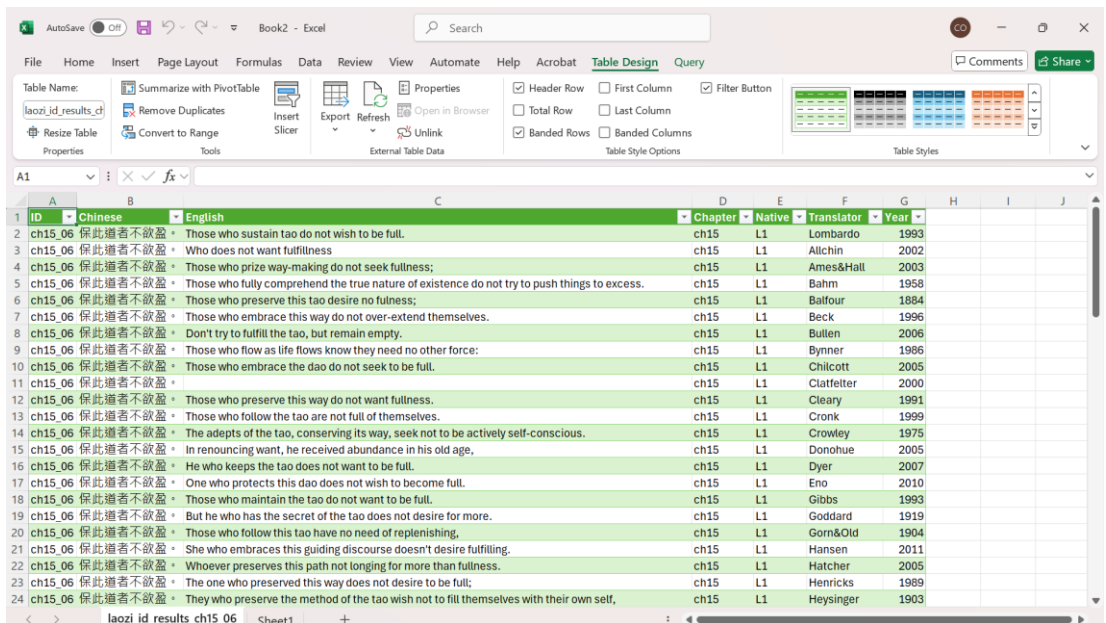 AutoSave Off Book2 - Excel Search CO
File Home Insert Page Layout Formulas Data Review View Automate Help Acrobat Table Design Query Comments Share
Table Name: Summarize with PivotTable Properties Header Row First Column Filter Button
laozi_id_results_ch Remove Duplicates Insert Slicer Export Refresh Open in Browser Total Row Last Column
Resize Table Convert to Range Unlink Banded Rows Banded Columns
Properties Tools External Table Data Table Style Options Table Styles
A1 fx
A B C D E F G H I J
1 ID Chinese English Chapter Native Translator Year
2 ch15_06 保此道者不欲盈。 Those who sustain tao do not wish to be full. ch15 L1 Lombardo 1993
3 ch15_06 保此道者不欲盈。 Who does not want fulfillness ch15 L1 Allchin 2002
4 ch15_06 保此道者不欲盈。 Those who prize way-making do not seek fullness; ch15 L1 Ames&Hall 2003
5 ch15_06 保此道者不欲盈。 Those who fully comprehend the true nature of existence do not try to push things to excess. ch15 L1 Bahm 1958
6 ch15_06 保此道者不欲盈。 Those who preserve this tao desire no fulness; ch15 L1 Balfour 1884
7 ch15_06 保此道者不欲盈。 Those who embrace this way do not over-extend themselves. ch15 L1 Beck 1996
8 ch15_06 保此道者不欲盈。 Don't try to fulfill the tao, but remain empty. ch15 L1 Bullen 2006
9 ch15_06 保此道者不欲盈。 Those who flow as life flows know they need no other force: ch15 L1 Bynner 1986
10 ch15_06 保此道者不欲盈。 Those who embrace the dao do not seek to be full. ch15 L1 Chilcott 2005
11 ch15_06 保此道者不欲盈。 ch15 L1 Clatfelter 2000
12 ch15_06 保此道者不欲盈。 Those who preserve this way do not want fullness. ch15 L1 Cleary 1991
13 ch15_06 保此道者不欲盈。 Those who follow the tao are not full of themselves. ch15 L1 Cronk 1999
14 ch15_06 保此道者不欲盈。 The adepts of the tao, conserving its way, seek not to be actively self-conscious. ch15 L1 Crowley 1975
15 ch15_06 保此道者不欲盈。 In renouncing want, he received abundance in his old age, ch15 L1 Donohue 2005
16 ch15_06 保此道者不欲盈。 He who keeps the tao does not want to be full. ch15 L1 Dyer 2007
17 ch15_06 保此道者不欲盈。 One who protects this dao does not wish to become full. ch15 L1 Eno 2010
18 ch15_06 保此道者不欲盈。 Those who maintain the tao do not want to be full. ch15 L1 Gibbs 1993
19 ch15_06 保此道者不欲盈。 But he who has the secret of the tao does not desire for more. ch15 L1 Goddard 1919
20 ch15_06 保此道者不欲盈。 Those who follow this tao have no need of replenishing, ch15 L1 Gorn&Old 1904
21 ch15_06 保此道者不欲盈。 She who embraces this guiding discourse doesn't desire fulfilling. ch15 L1 Hansen 2011
22 ch15_06 保此道者不欲盈。 Whoever preserves this path not longing for more than fullness. ch15 L1 Hatcher 2005
23 ch15_06 保此道者不欲盈。 The one who preserved this way does not desire to be full; ch15 L1 Henricks 1989
24 ch15_06 保此道者不欲盈。 They who preserve the method of the tao wish not to fill themselves with their own self, ch15 L1 Heysinger 1903
laozi_id_results_ch15_06 Sheet1